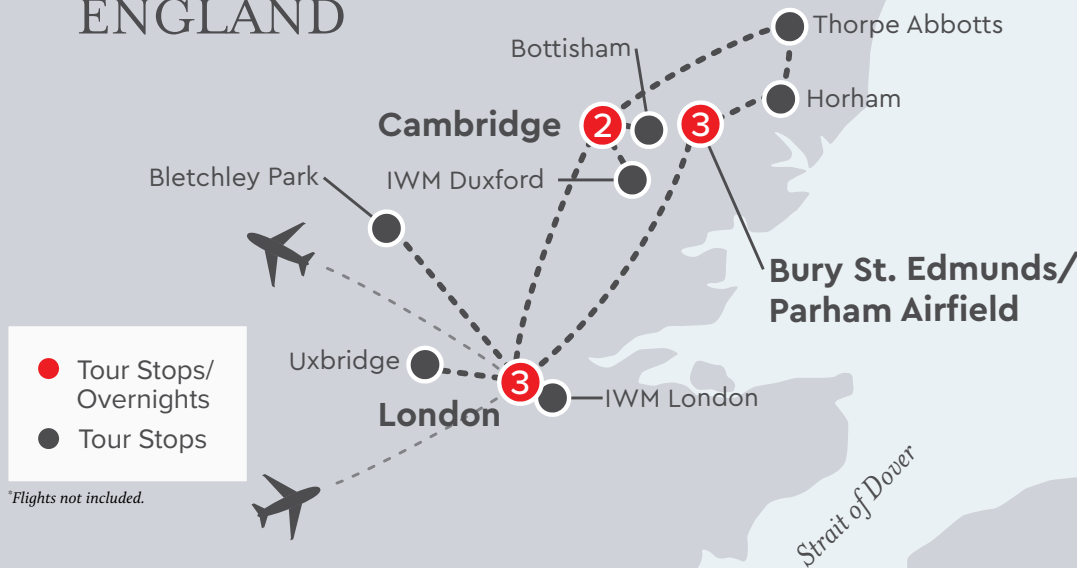 ENGLAND
Thorpe Abbotts
Bottisham
Horham
Cambridge
2
3
Bletchley Park
IWM Duxford
Bury St. Edmunds/
Parham Airfield
Uxbridge
3
IWM London
London
Tour Stops/
Overnights
Tour Stops
*Flights not included.
Strait of Dover